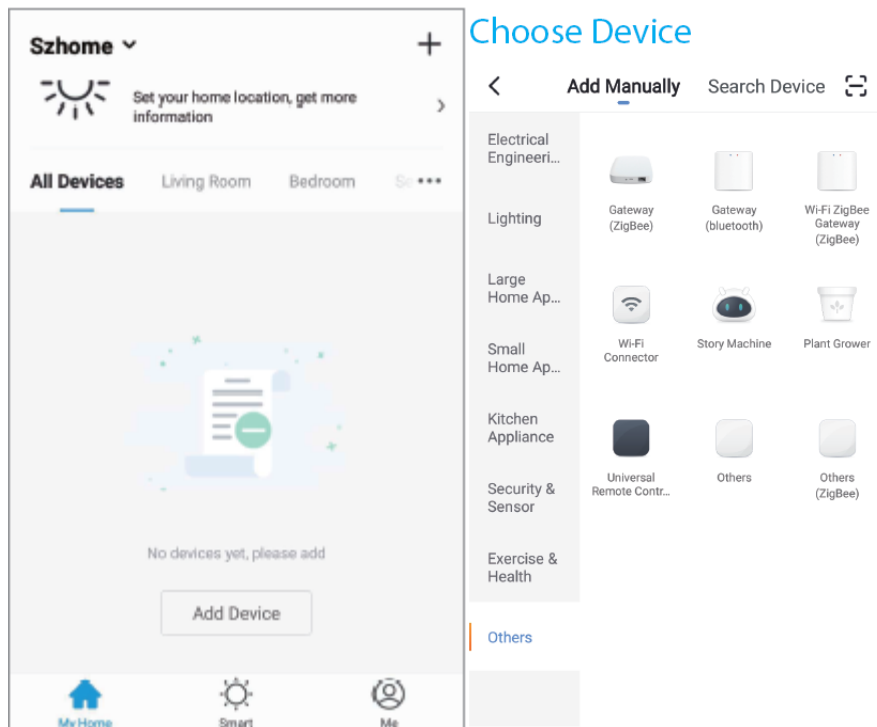 Szhome
Set your home location, get more
information
All Devices
Living Room
Bedroom
My Home
No devices yet, please add
Add Device
Smart
Me
Choose Device
Add Manually
Search Device
Electrical
Engineeri...
Lighting
Large
Home Ap...
Small
Home Ap...
Kitchen
Appliance
Security &
Sensor
Exercise &
Health
Others
Gateway
(ZigBee)
Gateway
(bluetooth)
Wi-Fi ZigBee
Gateway
(ZigBee)
Wi-Fi
Connector
Story Machine
Plant Grower
Universal
Remote Contr...
Others
Others
(ZigBee)